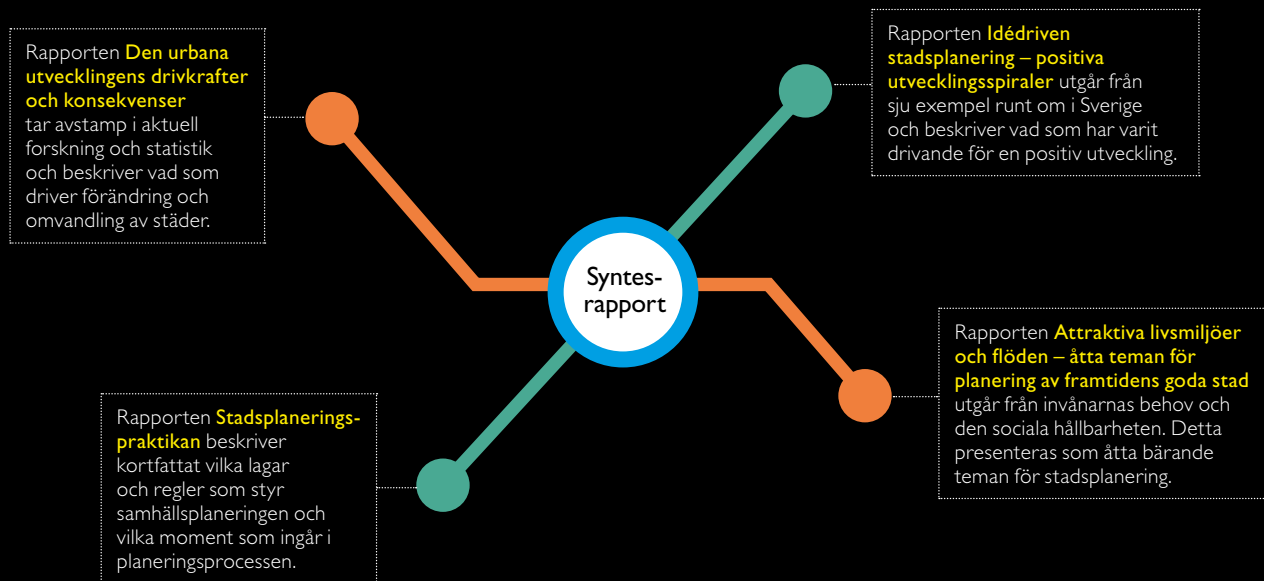 Rapporten Den urbana
utvecklingens drivkrafter
och konsekvenser
tar avstamp i aktuell
forskning och statistik
och beskriver vad som
driver förändring och
omvandling av städer.
Rapporten Idédriven
stadsplanering – positiva
utvecklingsspiraler utgår från
sju exempel runt om i Sverige
och beskriver vad som har varit
drivande för en positiv utveckling.
Syntes-
rapport
Rapporten Stadsplanerings-
praktikan beskriver
kortfattat vilka lagar
och regler som styr
samhällsplaneringen och
vilka moment som ingår i
planeringsprocessen.
Rapporten Attraktiva livsmiljöer
och flöden – åtta teman för
planering av framtidens goda stad
utgår från invånarnas behov och
den sociala hållbarheten. Detta
presenteras som åtta bärande
teman för stadsplanering.